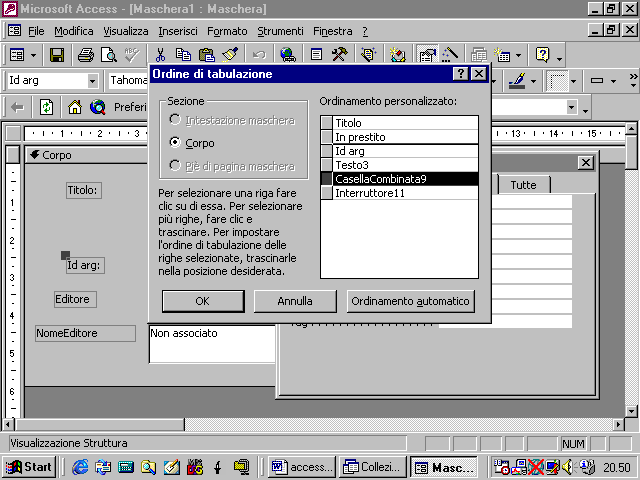 Microsoft Access - [Maschera1 : Maschera]
File Modifica Visualizza Inserisci Formato Strumenti Finestra ?
Id arg Tahoma
Preferi
Ordine di tabulazione
Sezione
Intestazione maschera
Corpo
Piè di pagina maschera
Per selezionare una riga fare
clic su di essa. Per selezionare
più righe, fare clic e
trascinare. Per impostare
l'ordine di tabulazione delle
righe selezionate, trascinarle
nella posizione desiderata.
Ordinamento personalizzato:
Titolo
In prestito
Id arg
Testo3
CasellaCombinata9
Interruttore11
OK Annulla Ordinamento automatico
Corpo
Titolo:
Id arg:
Editore
NomeEditore
Non associato
Tutte
Visualizzazione Struttura NUM
Start access... Collezi... Masc... 20.50